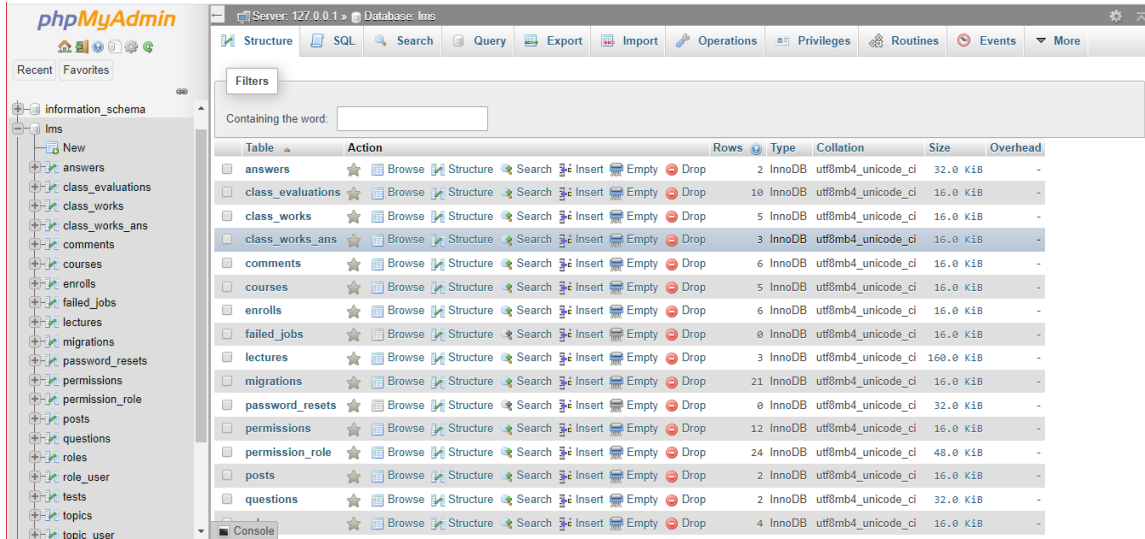 phpMyAdmin
Recent Favorites
information_schema
lms
New
answers
class_evaluations
class_works
class_works_ans
comments
courses
enrolls
failed_jobs
lectures
migrations
password_resets
permissions
permission_role
posts
questions
roles
role_user
tests
topics
topic_user
Server: 127.0.0.1 » Database: lms
Structure SQL Search Query Export Import Operations Privileges Routines Events More
Filters
Containing the word:
Table Action Rows Type Collation Size Overhead
answers Browse Structure Search Insert Empty Drop 2 InnoDB utf8mb4_unicode_ci 32.0 KiB -
class_evaluations Browse Structure Search Insert Empty Drop 10 InnoDB utf8mb4_unicode_ci 16.0 KiB -
class_works Browse Structure Search Insert Empty Drop 5 InnoDB utf8mb4_unicode_ci 16.0 KiB -
class_works_ans Browse Structure Search Insert Empty Drop 3 InnoDB utf8mb4_unicode_ci 16.0 KiB -
comments Browse Structure Search Insert Empty Drop 6 InnoDB utf8mb4_unicode_ci 16.0 KiB -
courses Browse Structure Search Insert Empty Drop 5 InnoDB utf8mb4_unicode_ci 16.0 KiB -
enrolls Browse Structure Search Insert Empty Drop 6 InnoDB utf8mb4_unicode_ci 16.0 KiB -
failed_jobs Browse Structure Search Insert Empty Drop 0 InnoDB utf8mb4_unicode_ci 16.0 KiB -
lectures Browse Structure Search Insert Empty Drop 3 InnoDB utf8mb4_unicode_ci 160.0 KiB -
migrations Browse Structure Search Insert Empty Drop 21 InnoDB utf8mb4_unicode_ci 16.0 KiB -
password_resets Browse Structure Search Insert Empty Drop 0 InnoDB utf8mb4_unicode_ci 32.0 KiB -
permissions Browse Structure Search Insert Empty Drop 12 InnoDB utf8mb4_unicode_ci 16.0 KiB -
permission_role Browse Structure Search Insert Empty Drop 24 InnoDB utf8mb4_unicode_ci 48.0 KiB -
posts Browse Structure Search Insert Empty Drop 2 InnoDB utf8mb4_unicode_ci 16.0 KiB -
questions Browse Structure Search Insert Empty Drop 2 InnoDB utf8mb4_unicode_ci 32.0 KiB -
Browse Structure Search Insert Empty Drop 4 InnoDB utf8mb4_unicode_ci 16.0 KiB -
Console